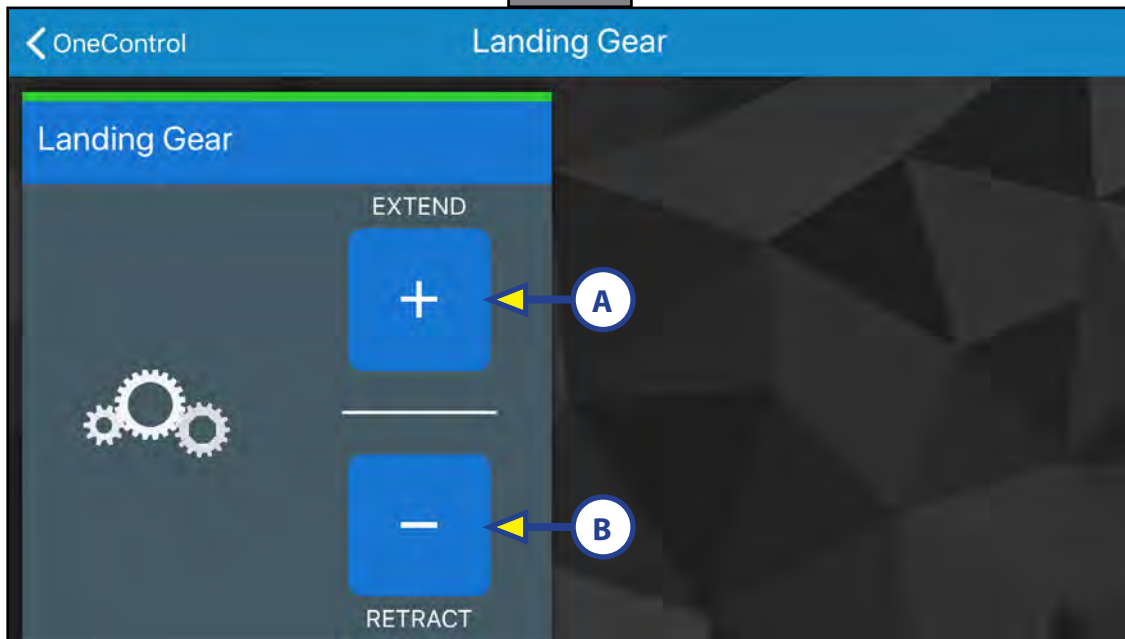 OneControl
Landing Gear
Landing Gear
EXTEND
+
A
−
B
RETRACT